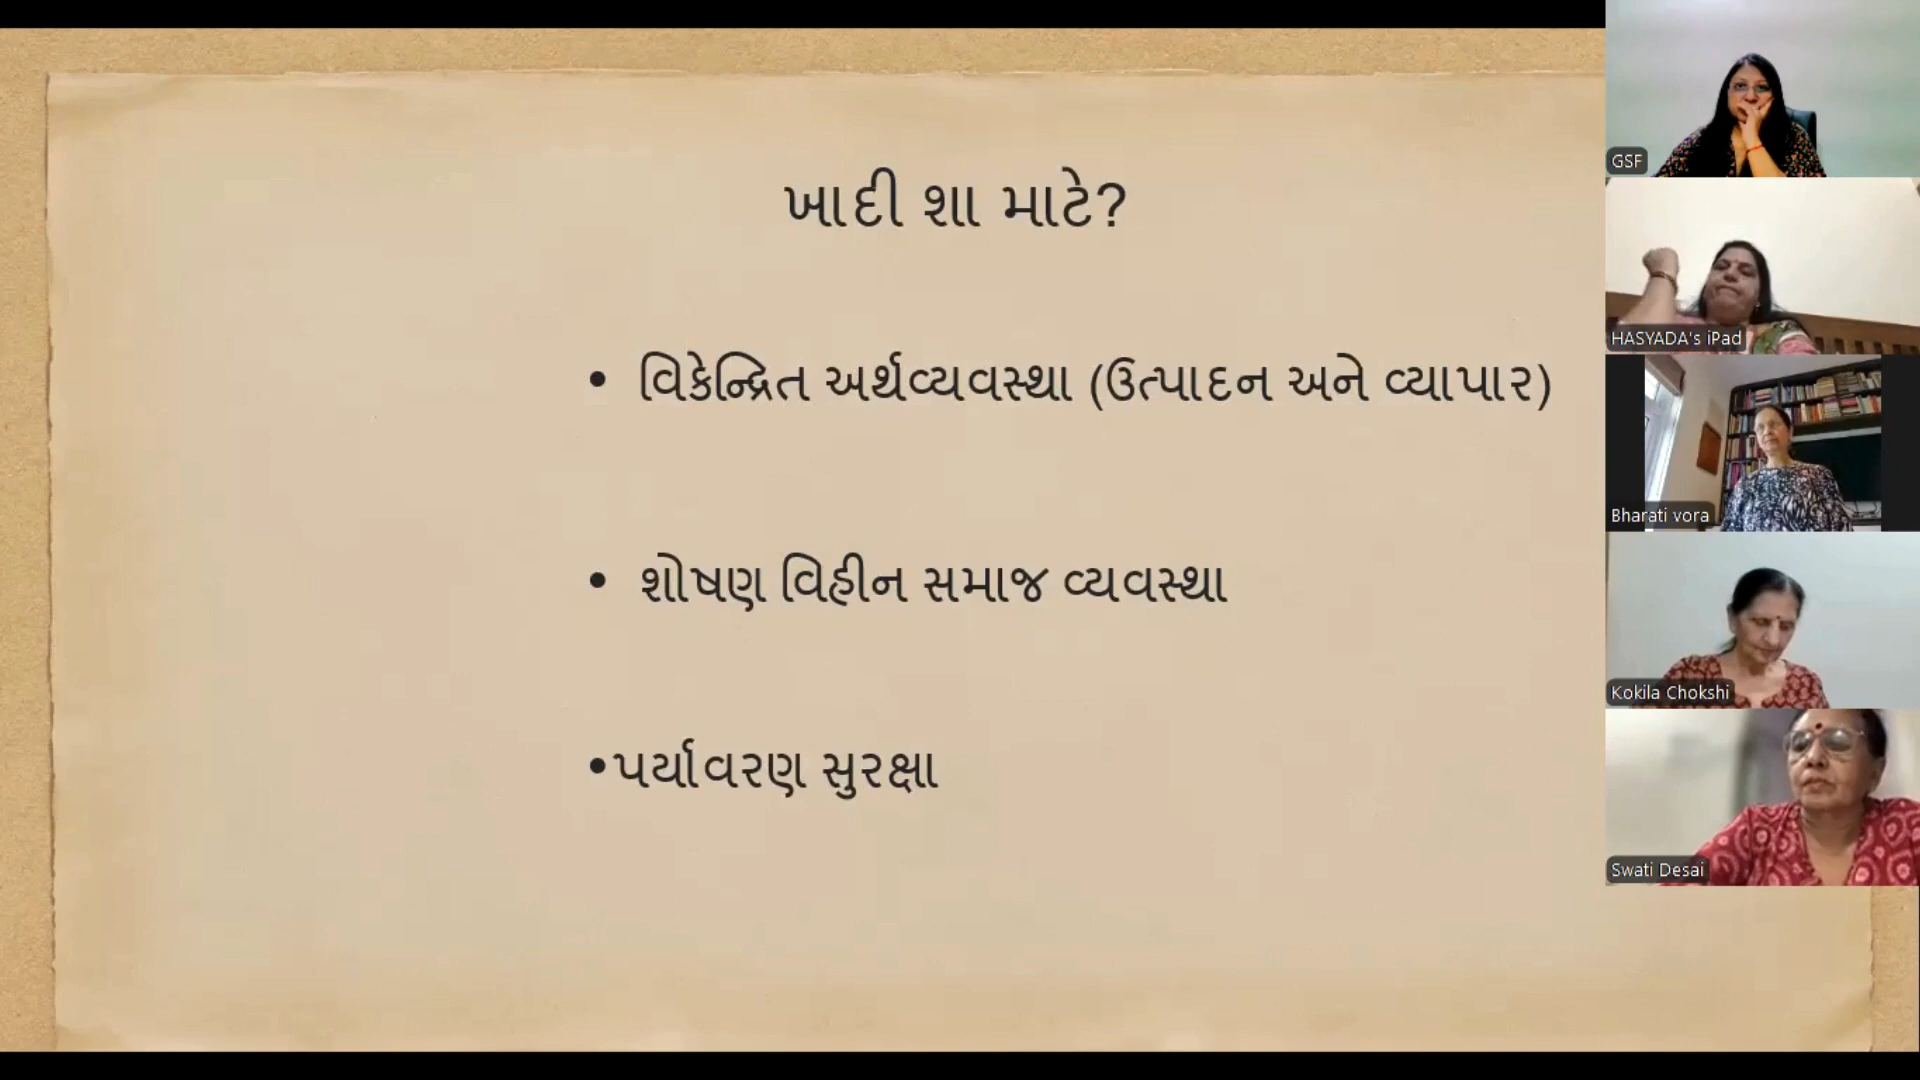 ખાદી શા માટે?
• વિકેન્દ્રિત અર્થવ્યવસ્થા (ઉત્પાદન અને વ્યાપાર)
• શોષણ વિહીન સમાજ વ્યવસ્થા
•પર્યાવરણ સુરક્ષા
GSF
HASYADA's iPad
Bharati vora
Kokila Chokshi
Swati Desai